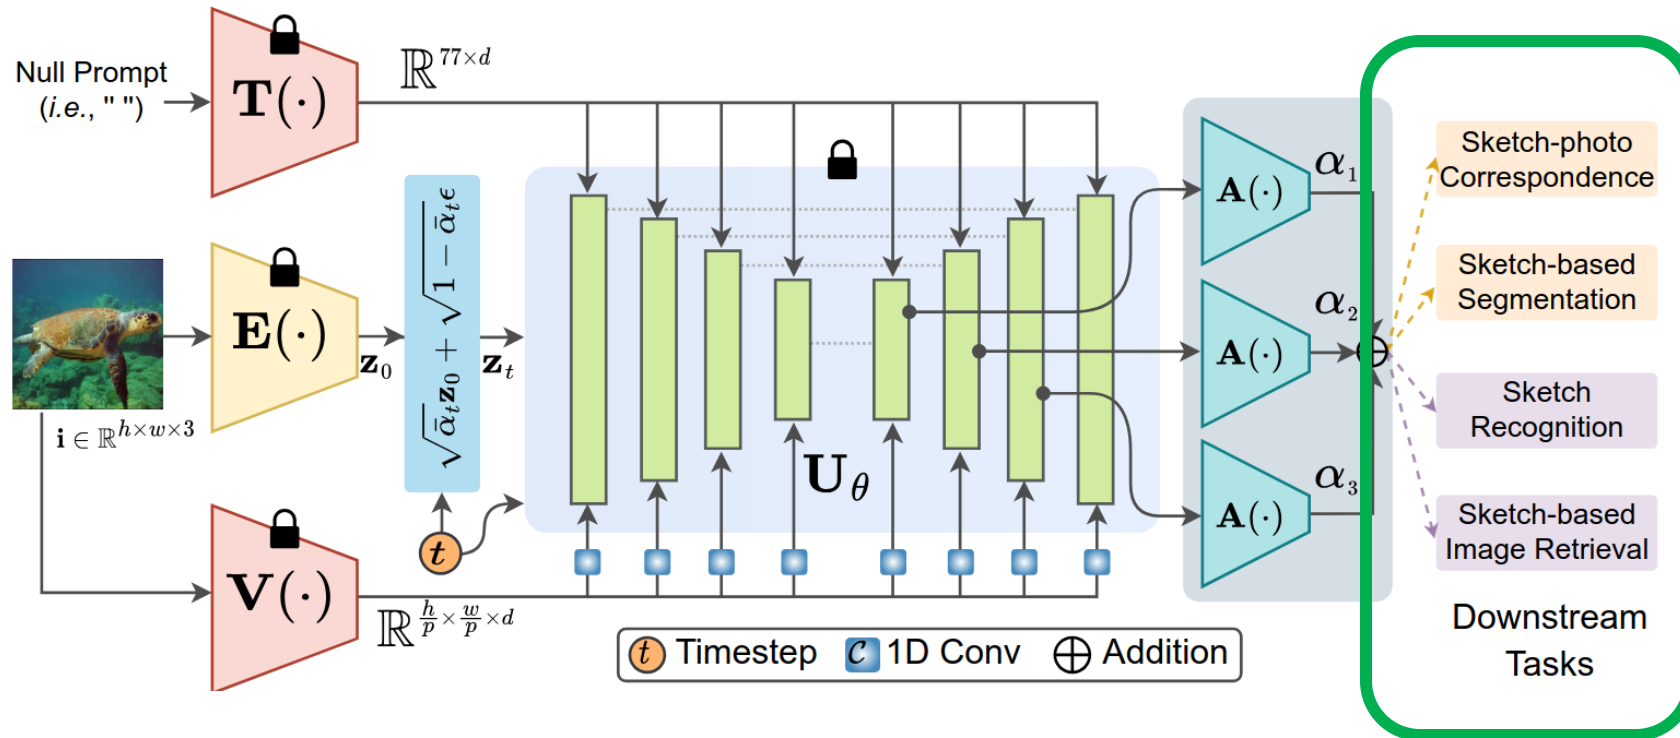 Null Prompt
(i.e., " ")
T(·)
ℝ^{77×d}
E(·)
z_0
i ∈ ℝ^{h×w×3}
√ᾱ_t z_0 + √1 − ᾱ_t ϵ
z_t
t
V(·)
ℝ^{h/p × w/p × d}
U_θ
A(·)
α_1
A(·)
α_2
A(·)
α_3
Sketch-photo
Correspondence
Sketch-based
Segmentation
Sketch
Recognition
Sketch-based
Image Retrieval
Downstream
Tasks
t Timestep C 1D Conv ⊕ Addition